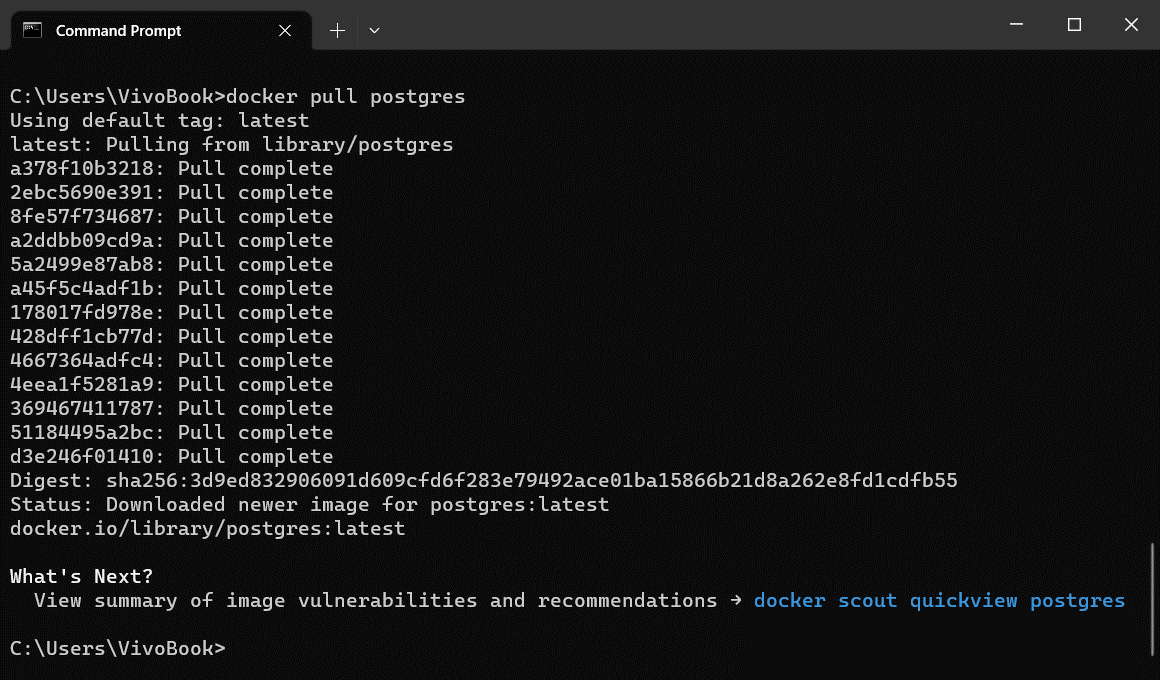 Command Prompt
C:\Users\VivoBook>docker pull postgres
Using default tag: latest
latest: Pulling from library/postgres
a378f10b3218: Pull complete
2ebc5690e391: Pull complete
8fe57f734687: Pull complete
a2ddbb09cd9a: Pull complete
5a2499e87ab8: Pull complete
a45f5c4adf1b: Pull complete
178017fd978e: Pull complete
428dff1cb77d: Pull complete
4667364adfc4: Pull complete
4eea1f5281a9: Pull complete
369467411787: Pull complete
51184495a2bc: Pull complete
d3e246f01410: Pull complete
Digest: sha256:3d9ed832906091d609cfd6f283e79492ace01ba15866b21d8a262e8fd1cdfb55
Status: Downloaded newer image for postgres:latest
docker.io/library/postgres:latest
What's Next?
View summary of image vulnerabilities and recommendations → docker scout quickview postgres
C:\Users\VivoBook>